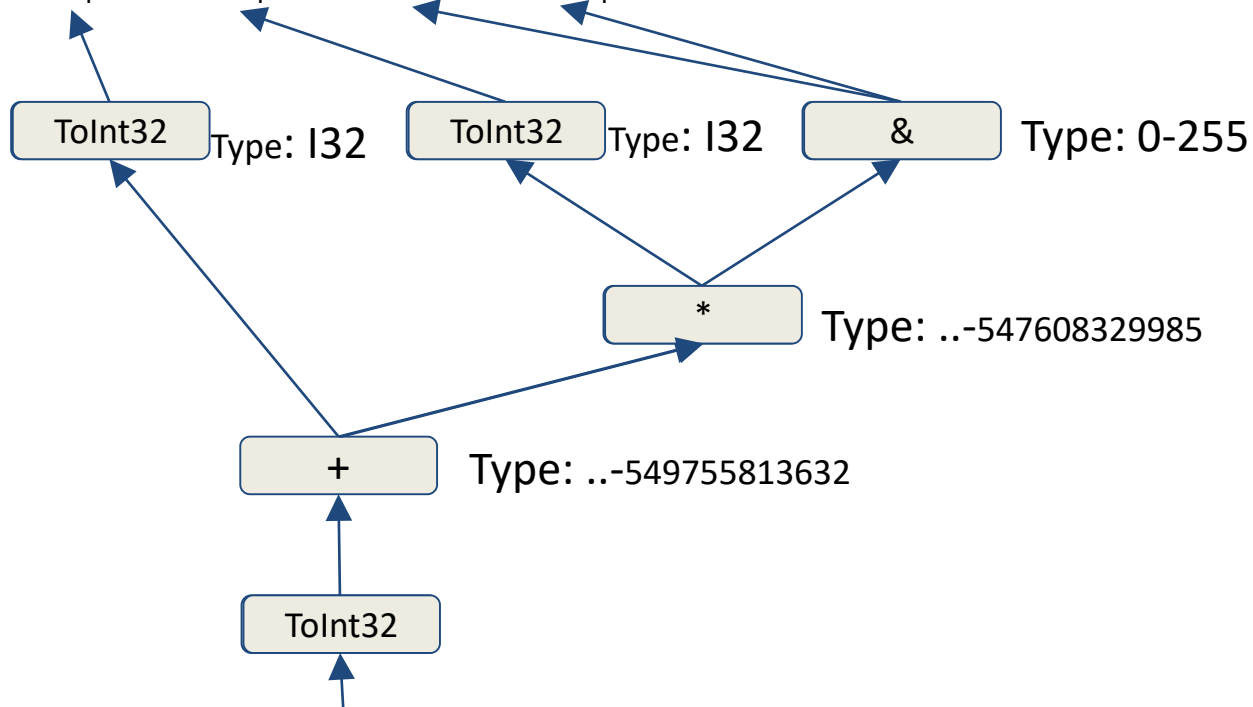 ToInt32 Type: I32 ToInt32 Type: I32 & Type: 0-255
* Type: ..-547608329985
+ Type: ..-549755813632
ToInt32